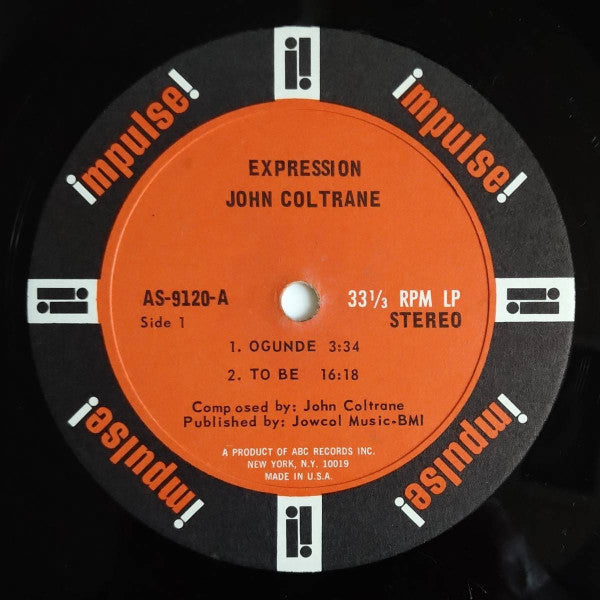 impulse!
impulse!
EXPRESSION
JOHN COLTRANE
AS-9120-A
33⅓ RPM LP
Side 1
STEREO
1. OGUNDE 3:34
2. TO BE 16:18
Composed by: John Coltrane
Published by: Jowcol Music-BMI
A PRODUCT OF ABC RECORDS INC.
NEW YORK, N.Y. 10019
MADE IN U.S.A.
impulse!
impulse!